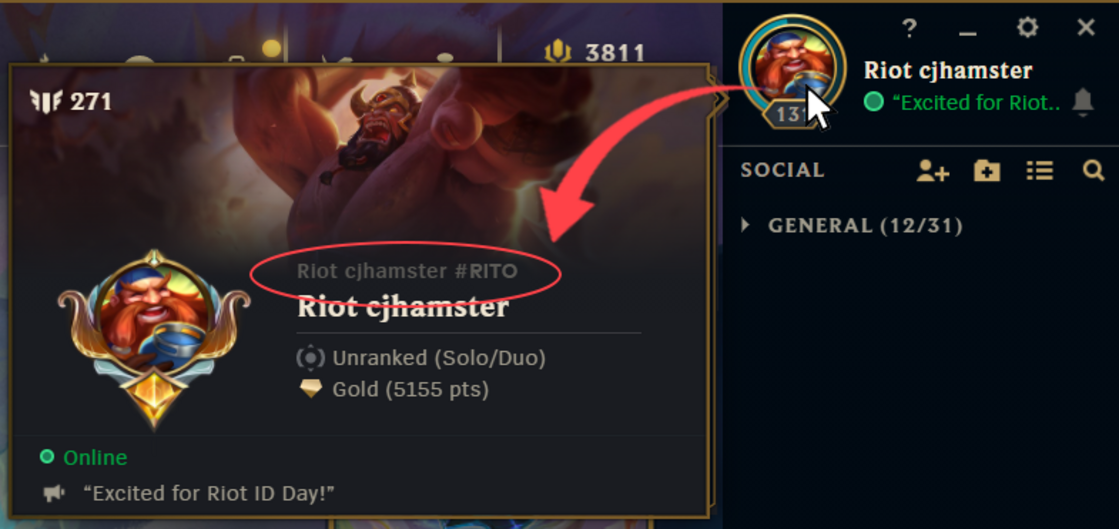 3811
?
Riot cjhamster
"Excited for Riot..
271
SOCIAL
GENERAL (12/31)
Riot cjhamster #RITO
Riot cjhamster
Unranked (Solo/Duo)
Gold (5155 pts)
Online
"Excited for Riot ID Day!"